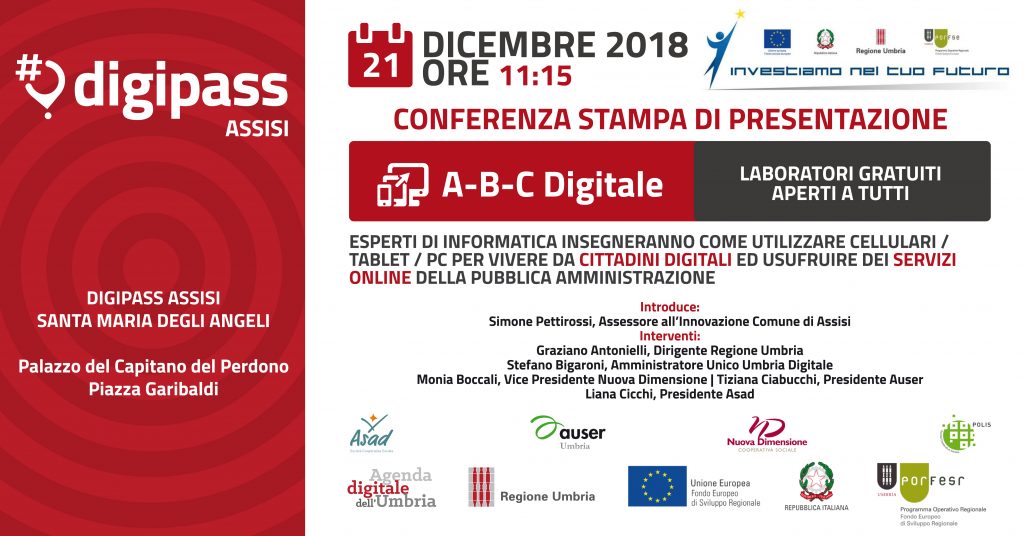 #digipass
ASSISI
DIGIPASS ASSISI
SANTA MARIA DEGLI ANGELI
Palazzo del Capitano del Perdono
Piazza Garibaldi
21
DICEMBRE 2018
ORE 11:15
Regione Umbria
investiamo nel tuo futuro
CONFERENZA STAMPA DI PRESENTAZIONE
A-B-C Digitale
LABORATORI GRATUITI
APERTI A TUTTI
ESPERTI DI INFORMATICA INSEGNERANNO COME UTILIZZARE CELLULARI /
TABLET / PC PER VIVERE DA CITTADINI DIGITALI ED USUFRUIRE DEI SERVIZI
ONLINE DELLA PUBBLICA AMMINISTRAZIONE
Introduce:
Simone Pettirossi, Assessore all'Innovazione Comune di Assisi
Interventi:
Graziano Antonielli, Dirigente Regione Umbria
Stefano Bigaroni, Amministratore Unico Umbria Digitale
Monia Boccali, Vice Presidente Nuova Dimensione | Tiziana Ciabucchi, Presidente Auser
Liana Cicchi, Presidente Asad
Asad
auser
Umbria
Nuova Dimensione
COOPERATIVA SOCIALE
POLIS
Agenda
digitale
dell'Umbria
Regione Umbria
Unione Europea
Fondo Europeo
di Sviluppo Regionale
REPUBBLICA ITALIANA
UMBRIA
porfesr
Programma Operativo Regionale
Fondo Europeo
di Sviluppo Regionale